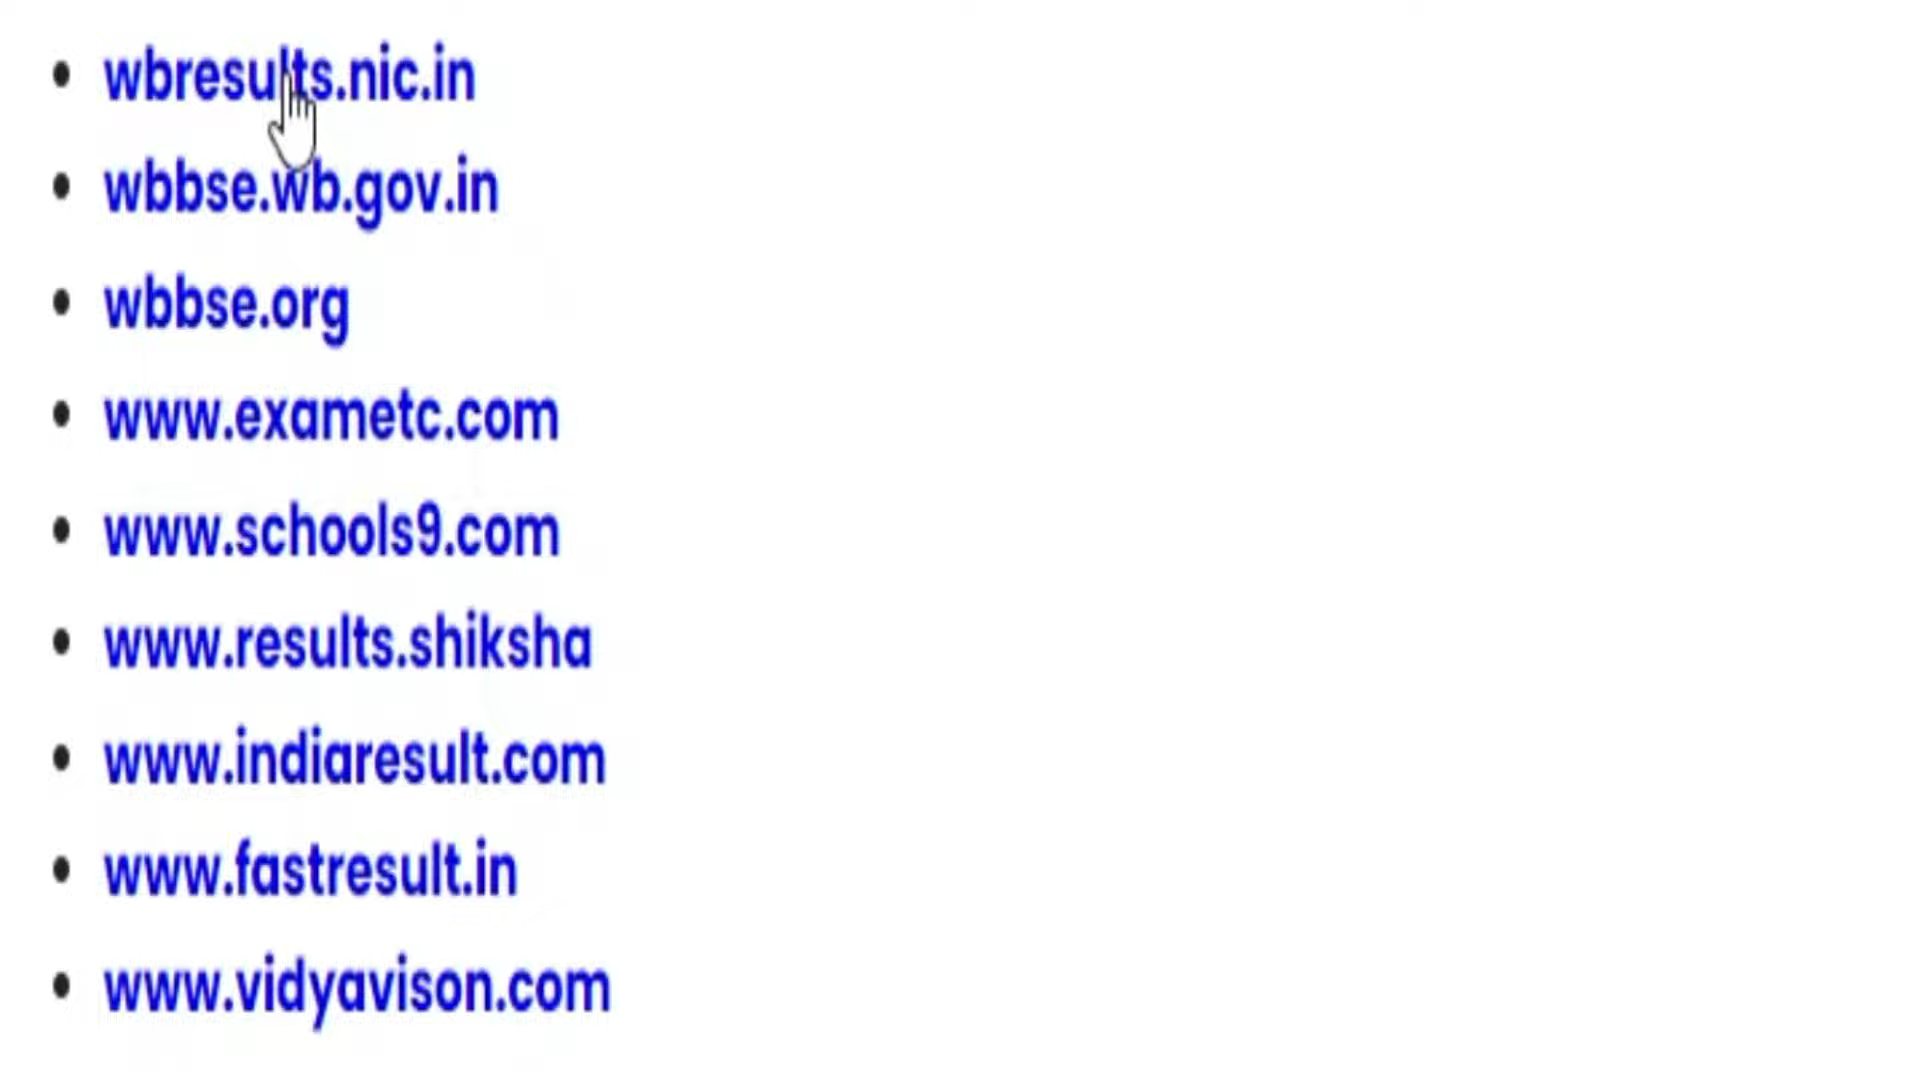 wbresults.nic.in
wbbse.wb.gov.in
wbbse.org
www.exametc.com
www.schools9.com
www.results.shiksha
www.indiaresult.com
www.fastresult.in
www.vidyavison.com